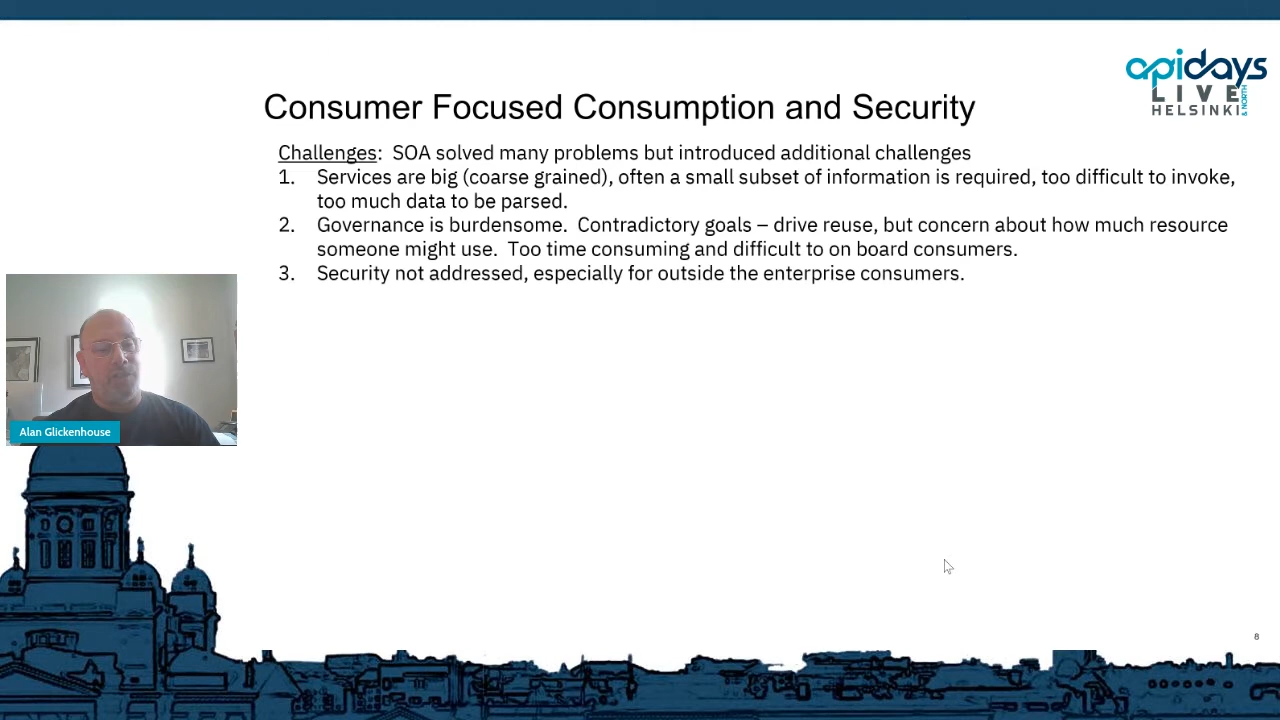 apidays
LIVE
HELSINKI
& NORTH
Consumer Focused Consumption and Security
Challenges: SOA solved many problems but introduced additional challenges
1. Services are big (coarse grained), often a small subset of information is required, too difficult to invoke,
too much data to be parsed.
2. Governance is burdensome. Contradictory goals – drive reuse, but concern about how much resource
someone might use. Too time consuming and difficult to on board consumers.
3. Security not addressed, especially for outside the enterprise consumers.
Alan Glickenhouse
8